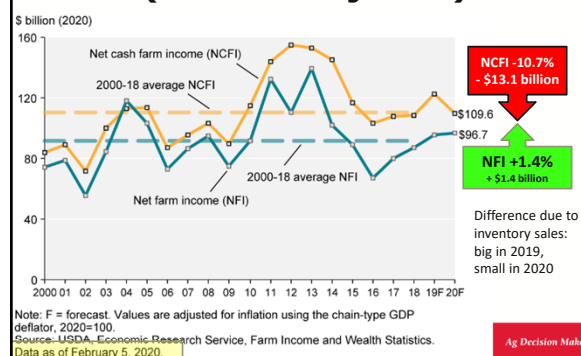 $ billion (2020)
160
Net cash farm income (NCFI)
2000-18 average NCFI
120
$109.6
$96.7
80
2000-18 average NFI
Net farm income (NFI)
40
0
2000 01 02 03 04 05 06 07 08 09 10 11 12 13 14 15 16 17 18 19F 20F
NCFI -10.7%
- $13.1 billion
NFI +1.4%
+ $1.4 billion
Difference due to
inventory sales:
big in 2019,
small in 2020
Note: F = forecast. Values are adjusted for inflation using the chain-type GDP
deflator, 2020=100.
Source: USDA, Economic Research Service, Farm Income and Wealth Statistics.
Data as of February 5, 2020.
Ag Decision